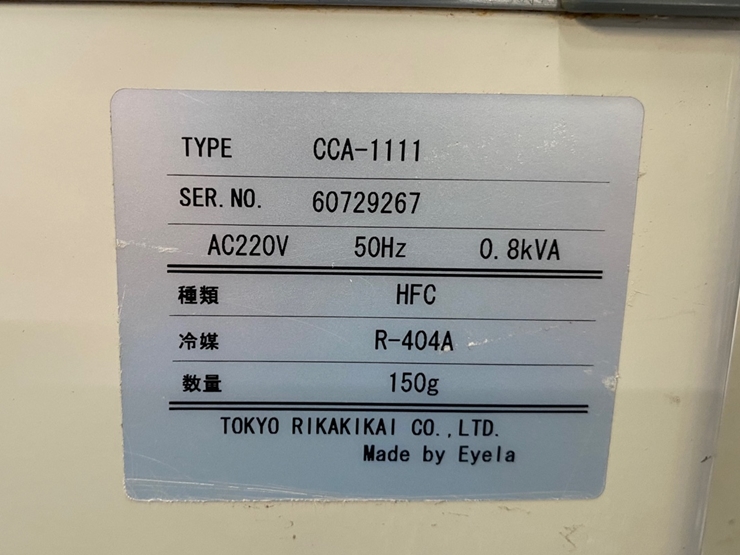 TYPE CCA-1111
SER.NO. 60729267
AC220V 50Hz 0.8kVA
種類 HFC
冷媒 R-404A
数量 150g
TOKYO RIKAKIKAI CO.,LTD.
Made by Eyela